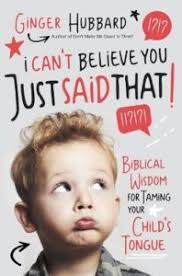 GINGER HUBBARD
Author of Don't Make Me Count to Three!
!?!?
i CAN'T BELIEVE YOU
JUST SAiD THAT!
!!?!?!
BIBLICAL
WISDOM
FOR TAMING
YOUR
CHILD'S
TONGUE